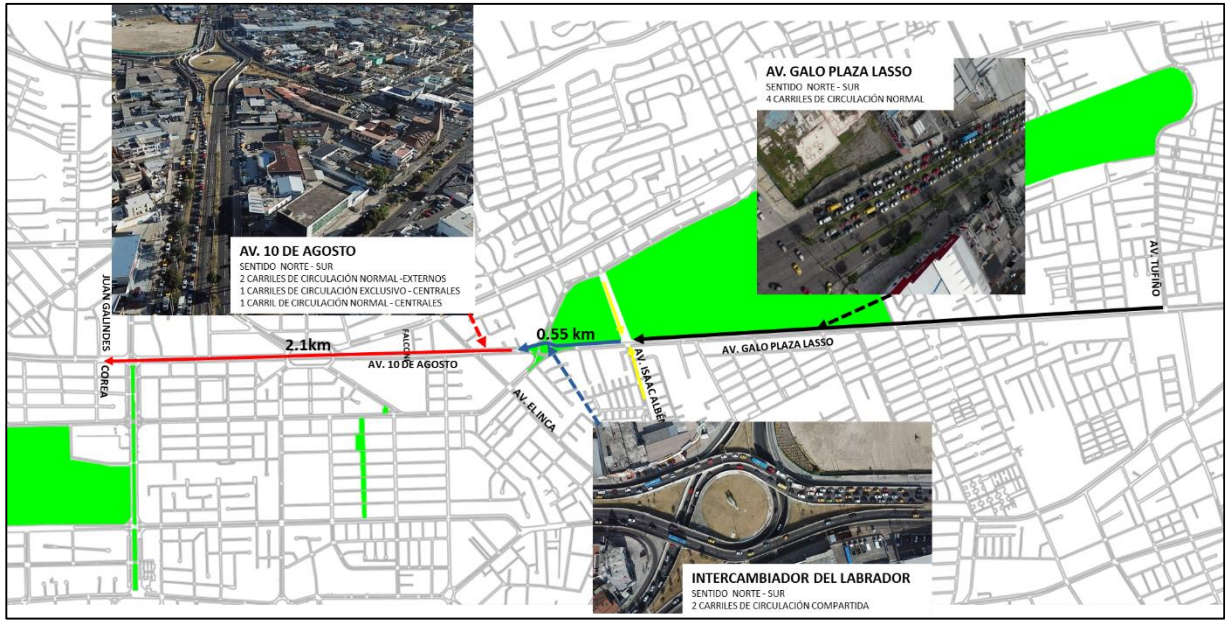 AV. GALO PLAZA LASSO
SENTIDO NORTE - SUR
4 CARRILES DE CIRCULACIÓN NORMAL
AV. 10 DE AGOSTO
SENTIDO NORTE - SUR
2 CARRILES DE CIRCULACIÓN NORMAL -EXTERNOS
1 CARRILES DE CIRCULACIÓN EXCLUSIVO - CENTRALES
1 CARRIL DE CIRCULACIÓN NORMAL - CENTRALES
JUAN GALINDES
COREA
2.1km
FALCONÍ
AV. 10 DE AGOSTO
0.55 km
AV. EL INCA
AV. ISAAC ALBÉ
AV. GALO PLAZA LASSO
AV. TUFIÑO
INTERCAMBIADOR DEL LABRADOR
SENTIDO NORTE - SUR
2 CARRILES DE CIRCULACIÓN COMPARTIDA